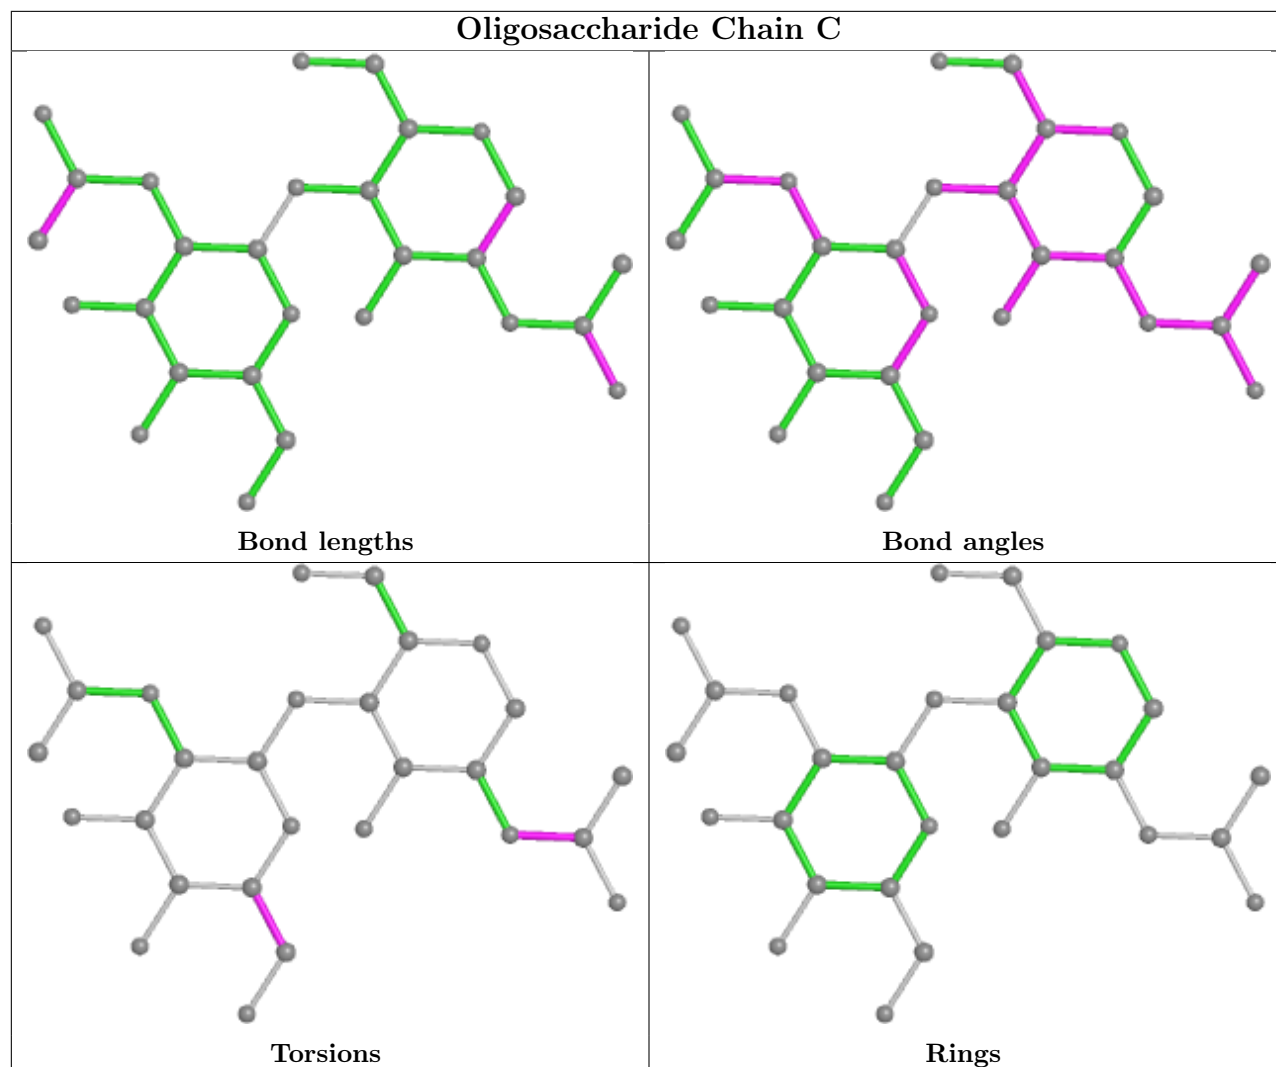 Oligosaccharide Chain C
Bond lengths
Bond angles
Torsions
Rings